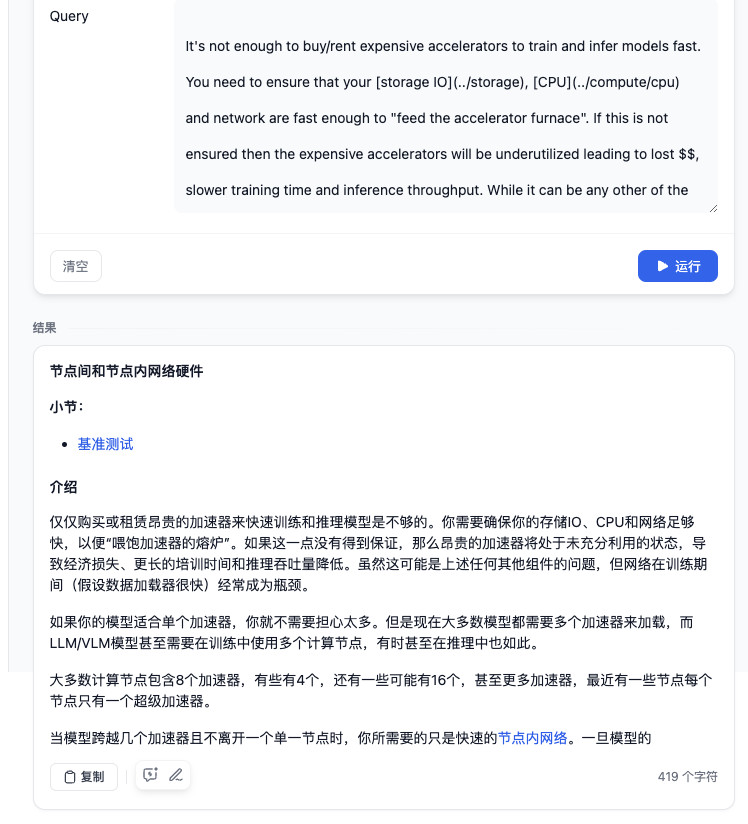 Query
It's not enough to buy/rent expensive accelerators to train and infer models fast.
You need to ensure that your [storage IO](../storage), [CPU](../compute/cpu)
and network are fast enough to "feed the accelerator furnace". If this is not
ensured then the expensive accelerators will be underutilized leading to lost $$,
slower training time and inference throughput. While it can be any other of the
清空
运行
结果
节点间和节点内网络硬件
小节：
• 基准测试
介绍
仅仅购买或租赁昂贵的加速器来快速训练和推理模型是不够的。你需要确保你的存储IO、CPU和网络足够
快，以便“喂饱加速器的熔炉”。如果这一点没有得到保证，那么昂贵的加速器将处于未充分利用的状态，导
致经济损失、更长的培训时间和推理吞吐量降低。虽然这可能是上述任何其他组件的问题，但网络在训练期
间（假设数据加载器很快）经常成为瓶颈。
如果你的模型适合单个加速器，你就不需要担心太多。但是现在大多数模型都需要多个加速器来加载，而
LLM/VLM模型甚至需要在训练中使用多个计算节点，有时甚至在推理中也如此。
大多数计算节点包含8个加速器，有些有4个，还有一些可能有16个，甚至更多加速器，最近有一些节点每个
节点只有一个超级加速器。
当模型跨越几个加速器且不离开一个单一节点时，你所需要的只是快速的节点内网络。一旦模型的
复制
419 个字符